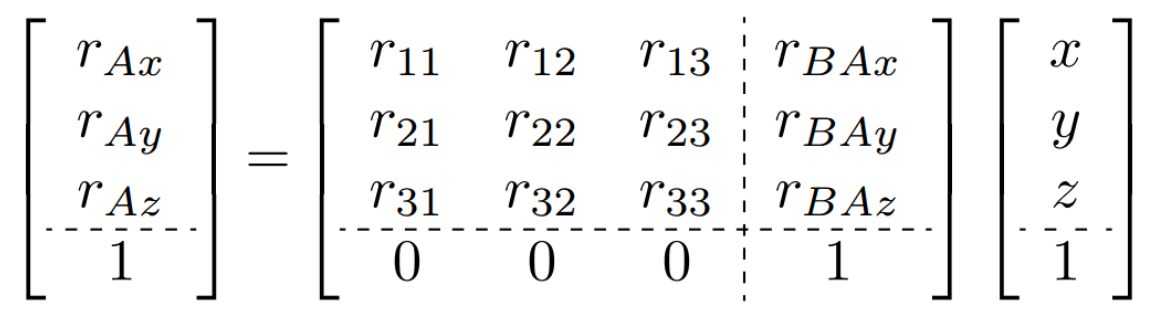 r_{Ax} r_{11} r_{12} r_{13} r_{BAx} x
r_{Ay} = r_{21} r_{22} r_{23} r_{BAy} y
r_{Az} r_{31} r_{32} r_{33} r_{BAz} z
1 0 0 0 1 1